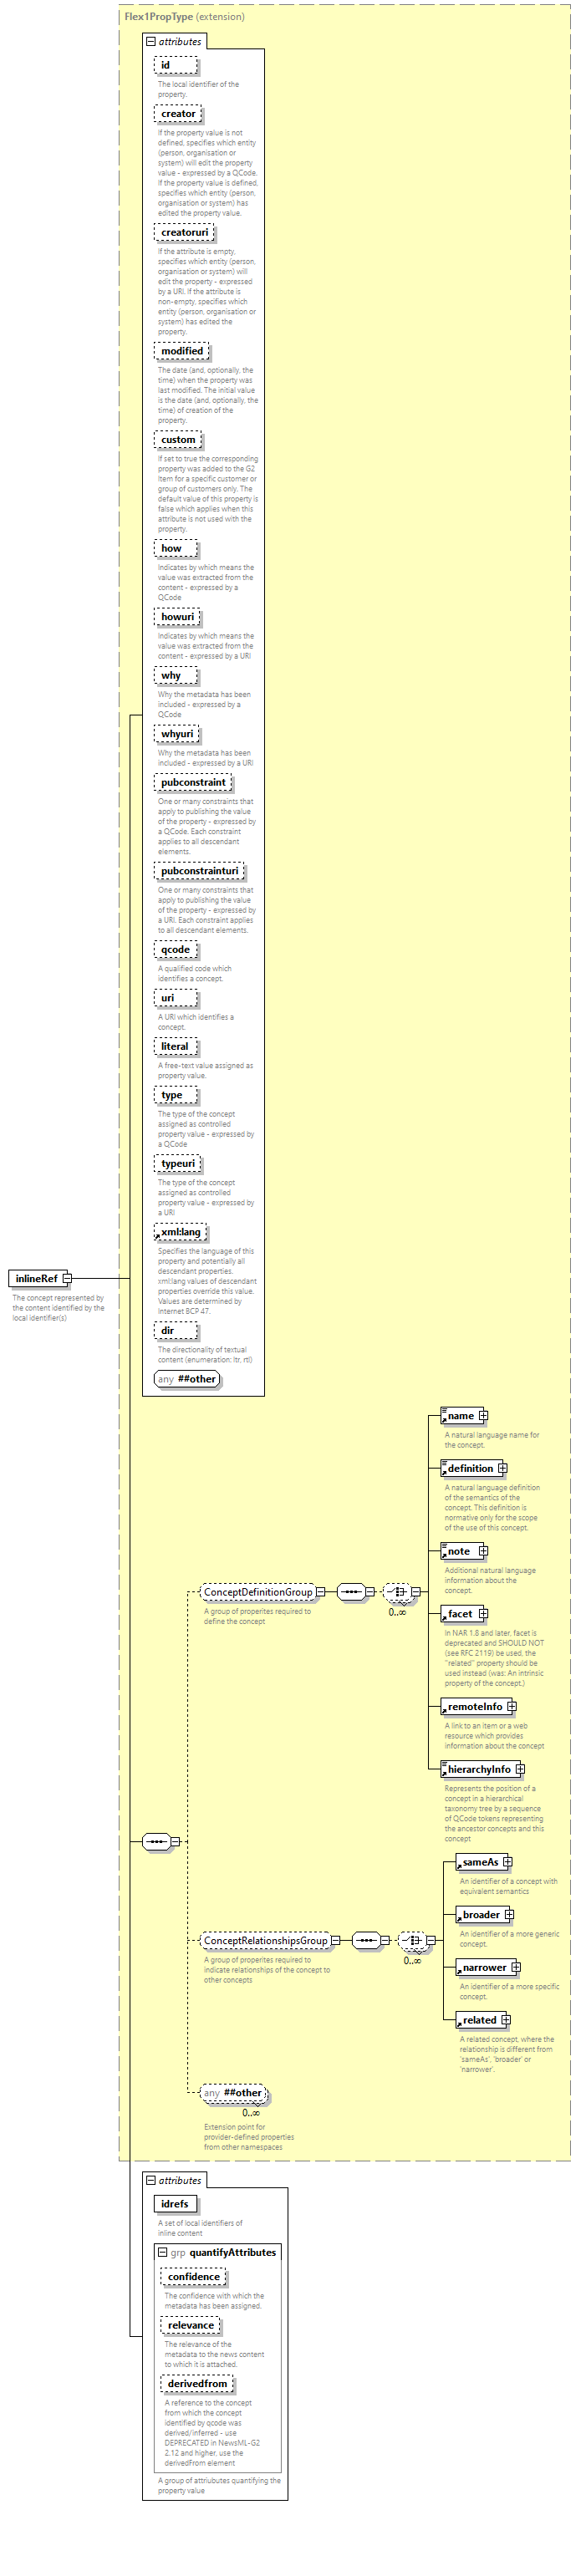 Flex1PropType (extension)
attributes
id
The local identifier of the
property.
creator
If the property value is not
defined, specifies which entity
(person, organisation or
system) will edit the property
value - expressed by a QCode.
If the property value is defined,
specifies which entity (person,
organisation or system) has
edited the property value.
creatoruri
If the attribute is empty,
specifies which entity (person,
organisation or system) will
edit the property - expressed
by a URI. If the attribute is
non-empty, specifies which
entity (person, organisation or
system) has edited the
property.
modified
The date (and, optionally, the
time) when the property was
last modified. The initial value
is the date (and, optionally, the
time) of creation of the
property.
custom
If set to true the corresponding
property was added to the G2
Item for a specific customer or
group of customers only. The
default value of this property is
false which applies when this
attribute is not used with the
property.
how
Indicates by which means the
value was extracted from the
content - expressed by a
QCode
howuri
Indicates by which means the
value was extracted from the
content - expressed by a URI
why
Why the metadata has been
included - expressed by a
QCode
whyuri
Why the metadata has been
included - expressed by a URI
pubconstraint
One or many constraints that
apply to publishing the value
of the property - expressed by
a QCode. Each constraint
applies to all descendant
elements.
pubconstrainturi
One or many constraints that
apply to publishing the value
of the property - expressed by
a URI. Each constraint applies
to all descendant elements.
qcode
A qualified code which
identifies a concept.
uri
A URI which identifies a
concept.
literal
A free-text value assigned as
property value.
type
The type of the concept
assigned as controlled
property value - expressed by
a QCode
typeuri
The type of the concept
assigned as controlled
property value - expressed by
a URI
xml:lang
Specifies the language of this
property and potentially all
descendant properties.
xml:lang values of descendant
properties override this value.
Values are determined by
Internet BCP 47.
dir
The directionality of textual
content (enumeration: ltr, rtl)
any ##other
inlineRef
The concept represented by
the content identified by the
local identifier(s)
ConceptDefinitionGroup
A group of properites required to
define the concept
0..∞
name
A natural language name for
the concept.
definition
A natural language definition
of the semantics of the
concept. This definition is
normative only for the scope
of the use of this concept.
note
Additional natural language
information about the
concept.
facet
In NAR 1.8 and later, facet is
deprecated and SHOULD NOT
(see RFC 2119) be used, the
"related" property should be
used instead (was: An intrinsic
property of the concept.)
remoteInfo
A link to an item or a web
resource which provides
information about the concept
hierarchyInfo
Represents the position of a
concept in a hierarchical
taxonomy tree by a sequence
of QCode tokens representing
the ancestor concepts and this
concept
ConceptRelationshipsGroup
A group of properites required to
indicate relationships of the concept to
other concepts
0..∞
sameAs
An identifier of a concept with
equivalent semantics
broader
An identifier of a more generic
concept.
narrower
An identifier of a more specific
concept.
related
A related concept, where the
relationship is different from
'sameAs', 'broader' or
'narrower'.
any ##other
0..∞
Extension point for
provider-defined properties
from other namespaces
attributes
idrefs
A set of local identifiers of
inline content
grp quantifyAttributes
confidence
The confidence with which the
metadata has been assigned.
relevance
The relevance of the
metadata to the news content
to which it is attached.
derivedfrom
A reference to the concept
from which the concept
identified by qcode was
derived/inferred - use
DEPRECATED in NewsML-G2
2.12 and higher, use the
derivedFrom element
A group of attriubutes quantifying the
property value